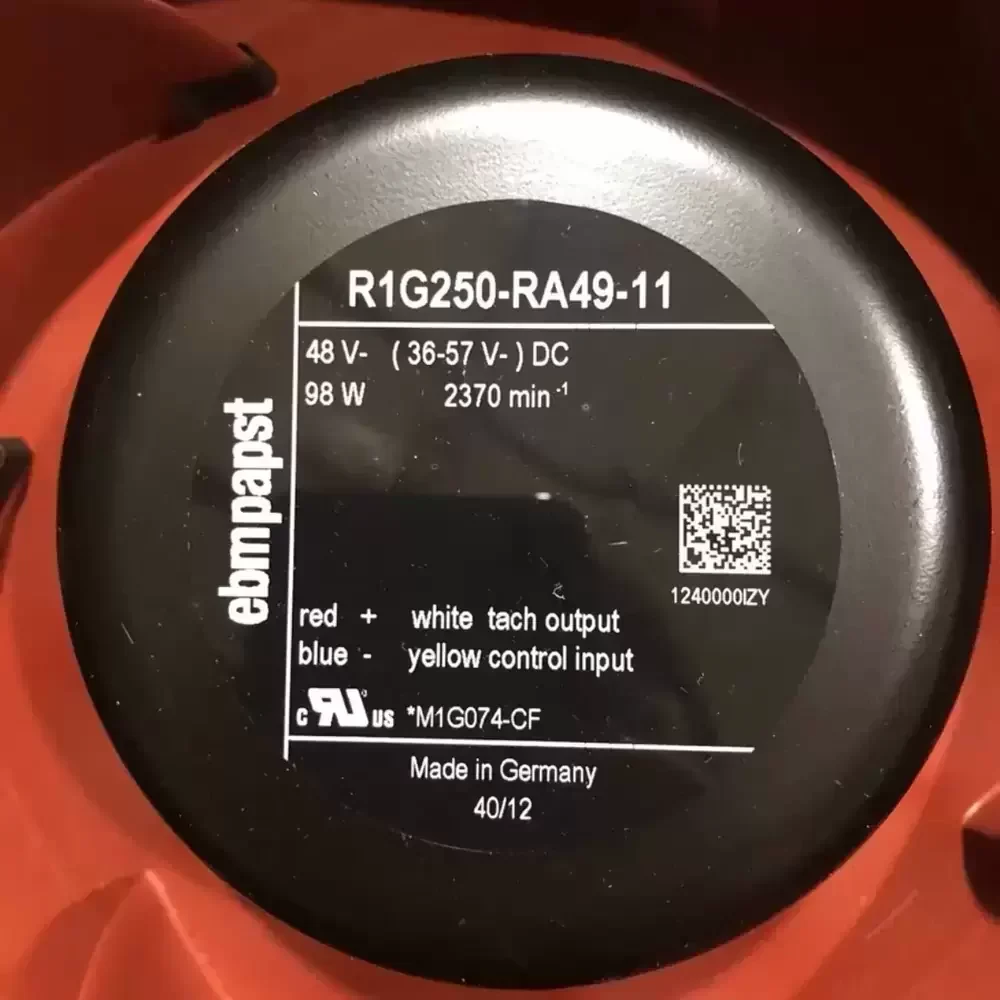 R1G250-RA49-11
48 V- ( 36-57 V- ) DC
98 W 2370 min -1
ebmpapst
1240000IZY
red + white tach output
blue - yellow control input
c RU us *M1G074-CF
Made in Germany
40/12